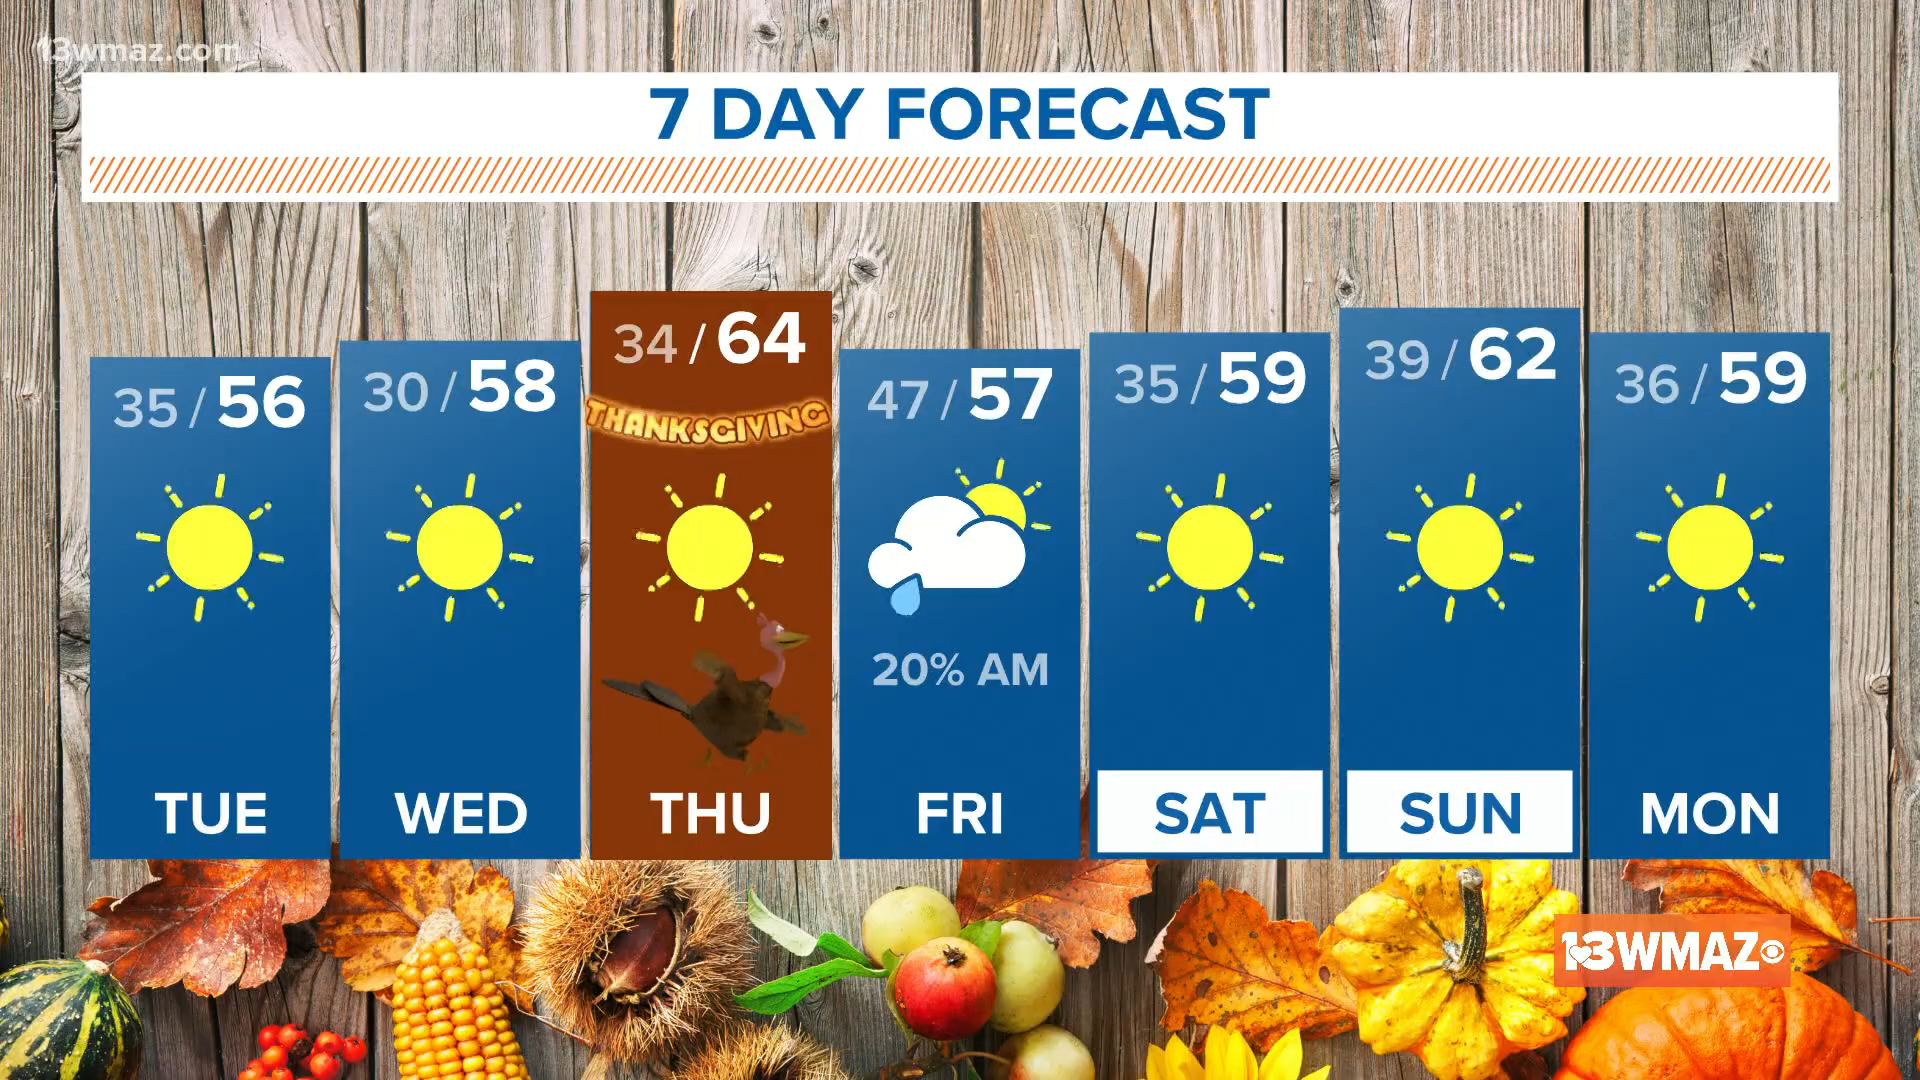 13wmaz.com
7 DAY FORECAST
35 / 56
30 / 58
34 / 64
47 / 57
35 / 59
39 / 62
36 / 59
THANKSGIVING
20% AM
TUE
WED
THU
FRI
SAT
SUN
MON
13WMAZ